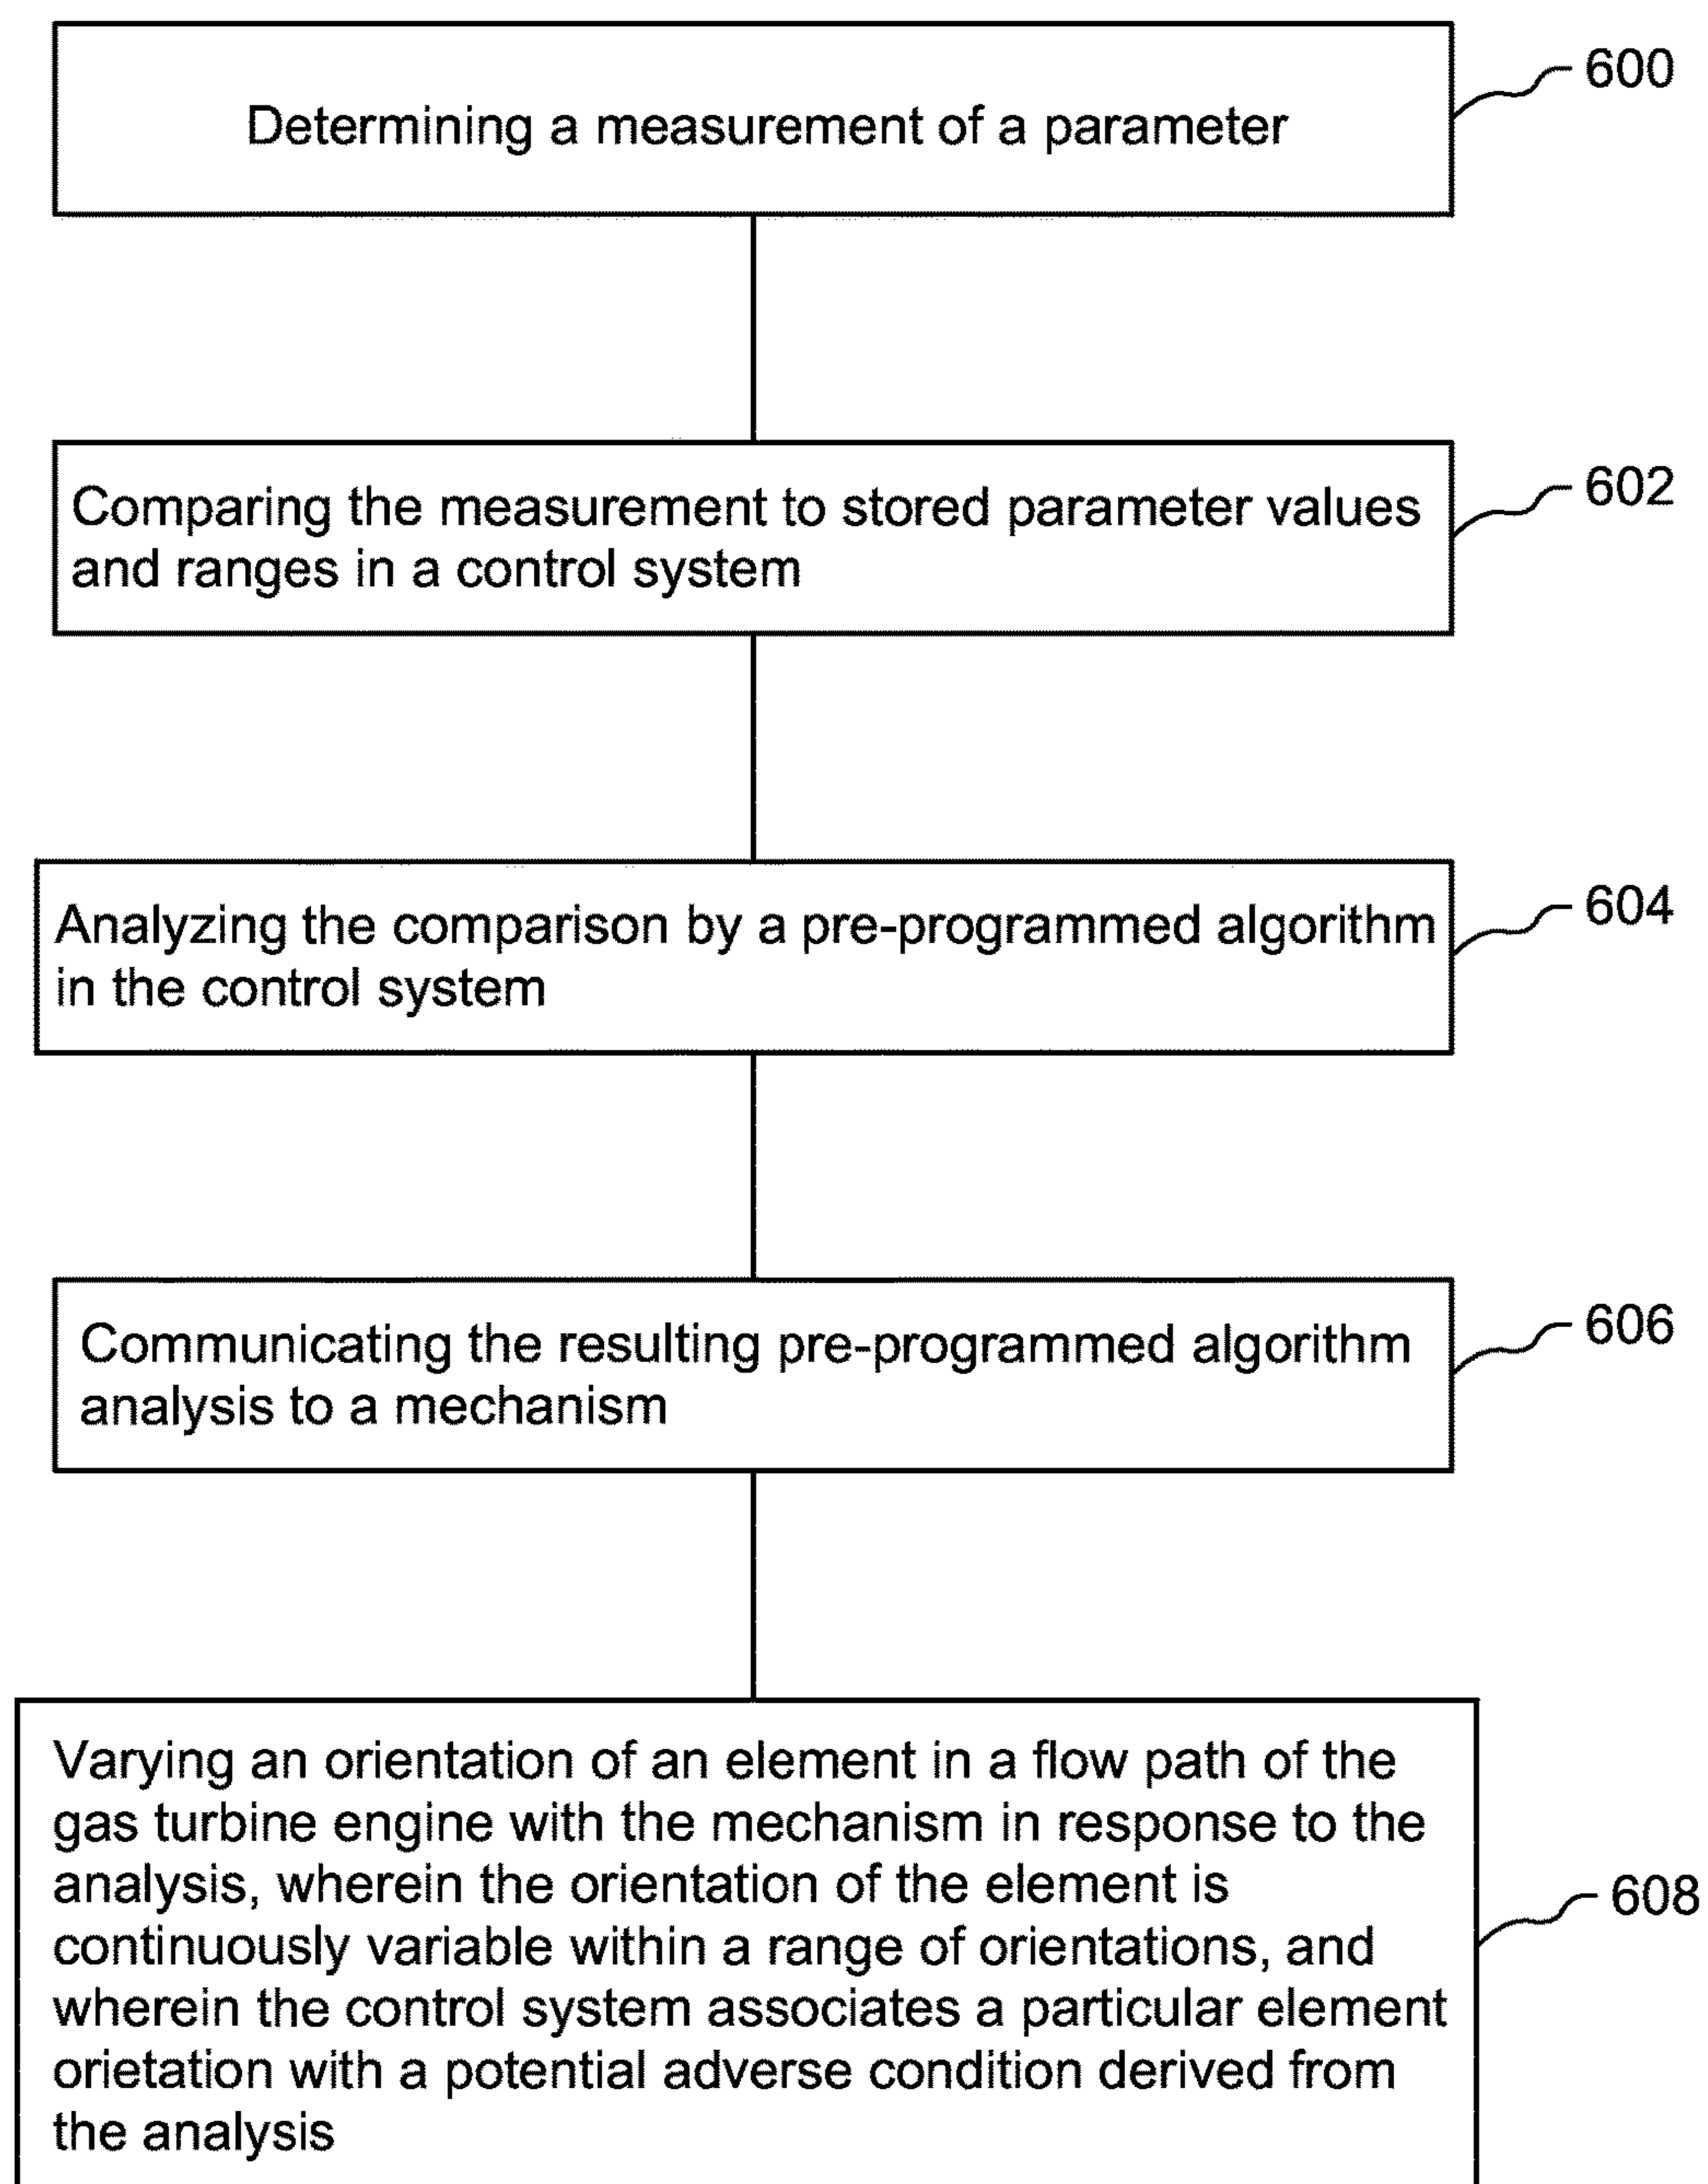 Determining a measurement of a parameter
600
Comparing the measurement to stored parameter values
and ranges in a control system
602
Analyzing the comparison by a pre-programmed algorithm
in the control system
604
Communicating the resulting pre-programmed algorithm
analysis to a mechanism
606
Varying an orientation of an element in a flow path of the
gas turbine engine with the mechanism in response to the
analysis, wherein the orientation of the element is
continuously variable within a range of orientations, and
wherein the control system associates a particular element
orietation with a potential adverse condition derived from
the analysis
608